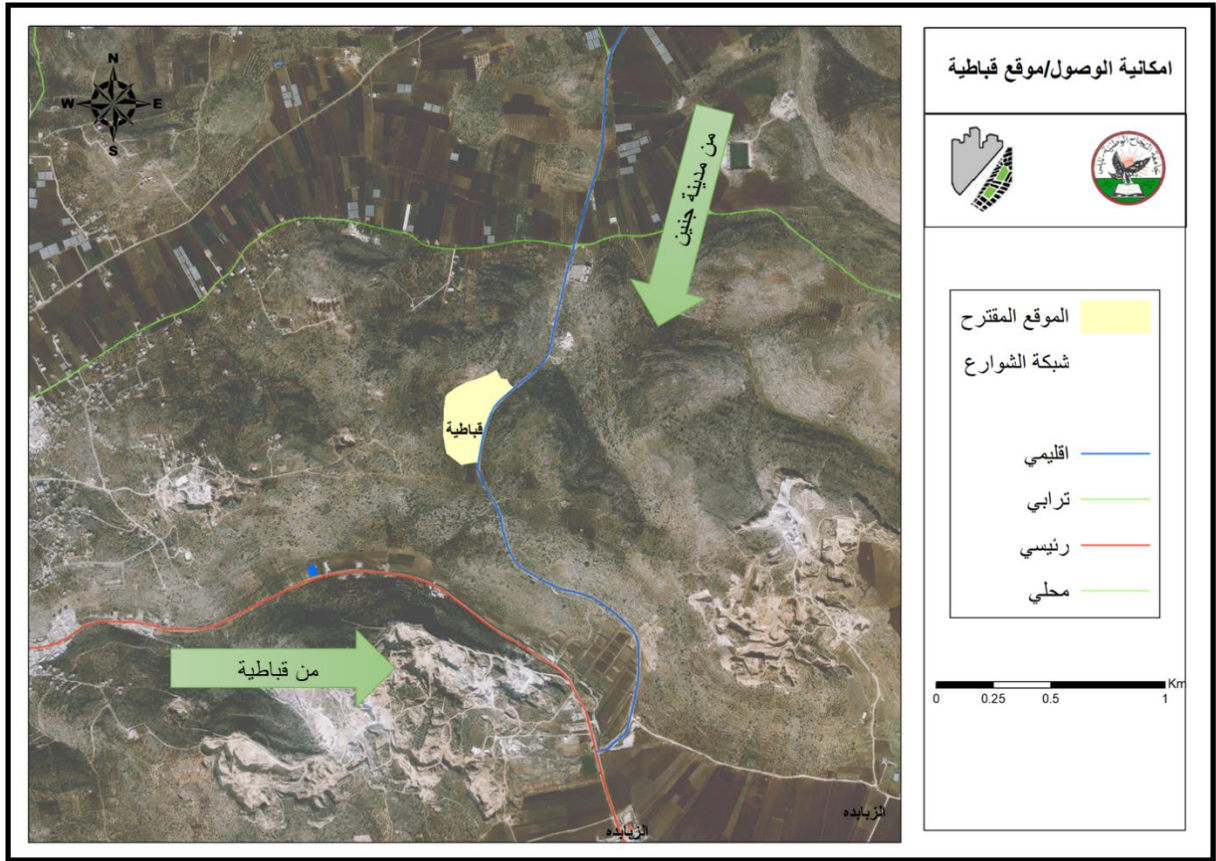 امكانية الوصول/موقع قباطية
N
W E
S
من مدينة جنين
قباطية
من قباطية
الزبابده
الزبابده
الموقع المقترح
شبكة الشوارع
اقليمي
ترابي
رئيسي
محلي
Km
0 0.25 0.5 1